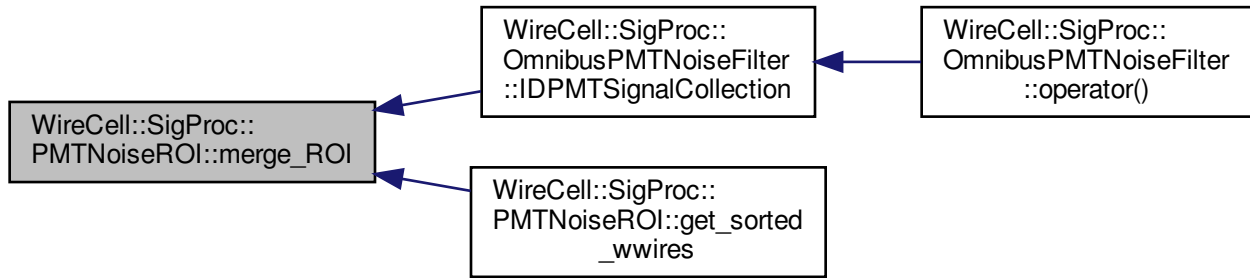 WireCell::SigProc::
PMTNoiseROI::merge_ROI
WireCell::SigProc::
OmnibusPMTNoiseFilter
::IDPMTSignalCollection
WireCell::SigProc::
OmnibusPMTNoiseFilter
::operator()
WireCell::SigProc::
PMTNoiseROI::get_sorted
_wwires